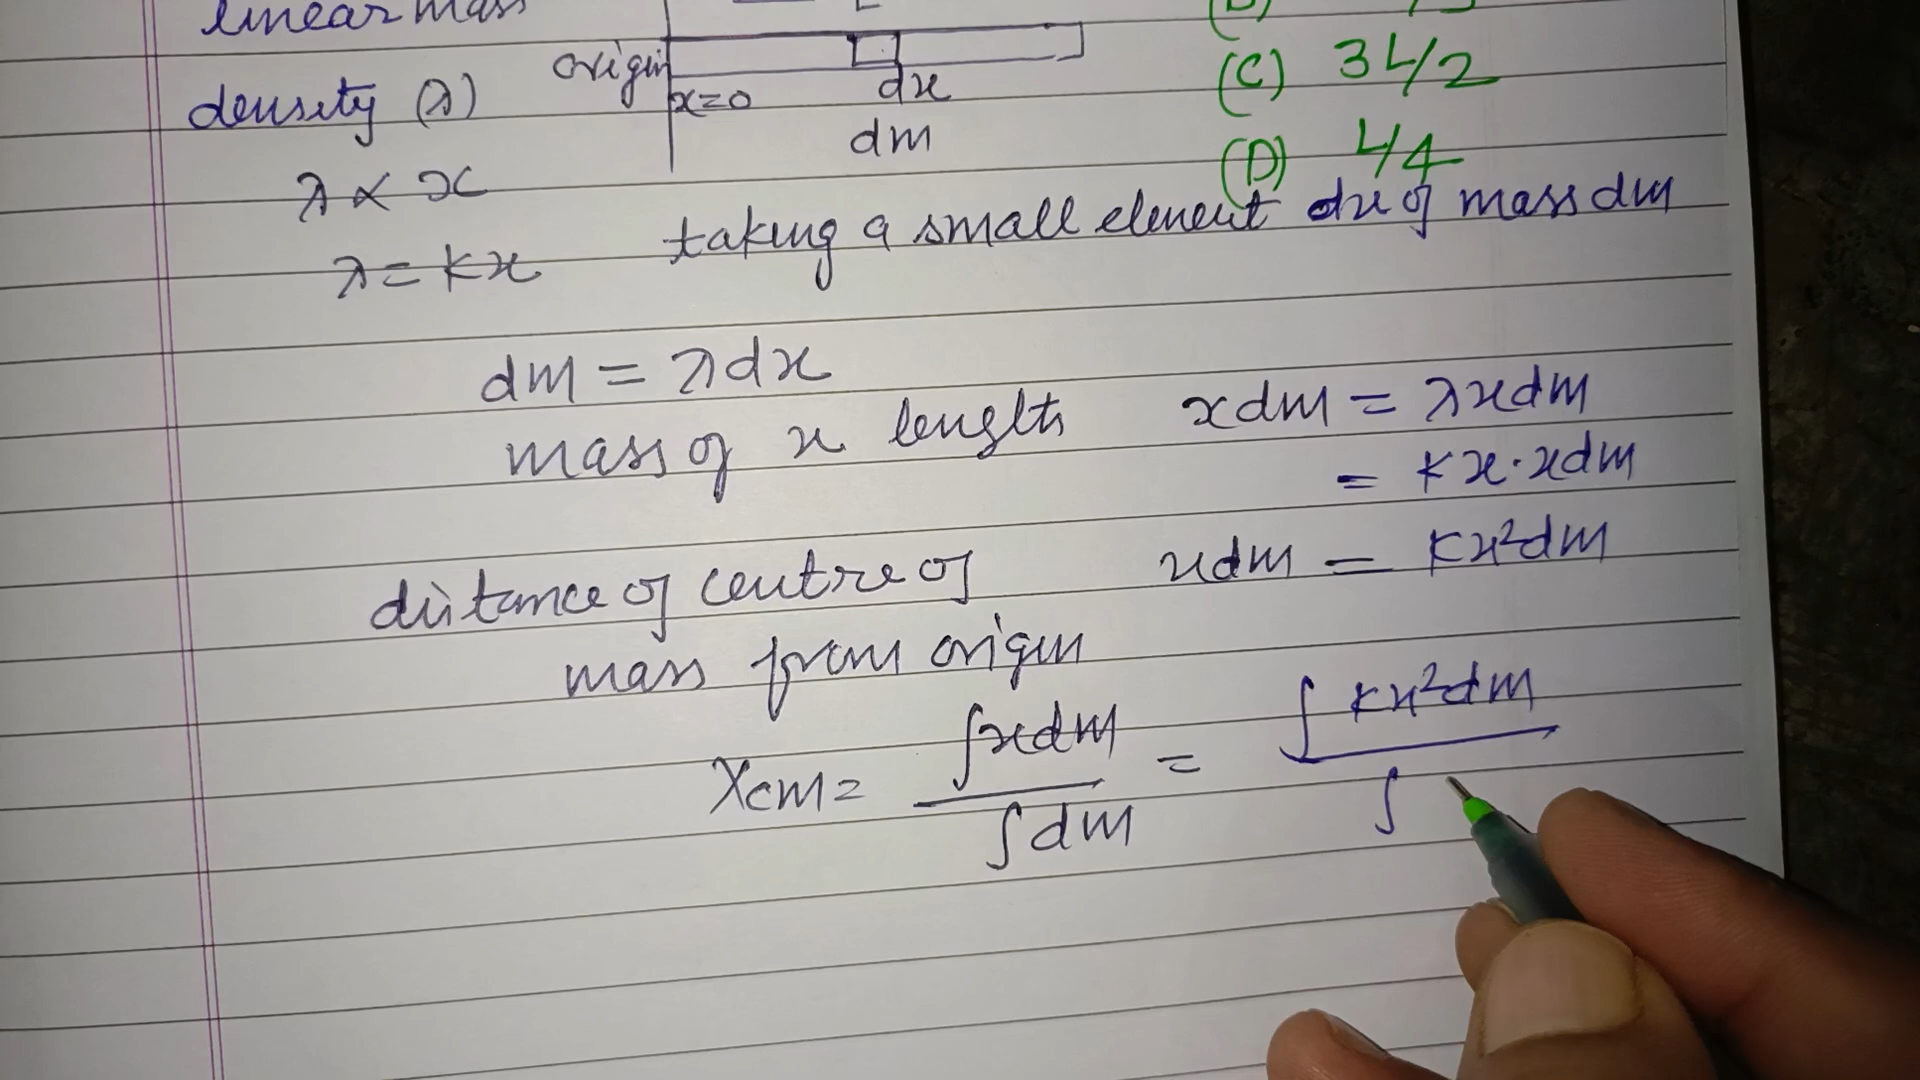 linear mass
origin
density (λ)
x=0
dx
(C) 3L/2
dm
(D) L/4
λ ∝ x
taking a small element dx of mass dm
λ = kx
dm = λdx
mass of x length
xdm = λxdm
= kx·xdm
distance of centre of
xdm = kx²dm
mass from origin
Xcm = ∫xdm / ∫dm = ∫kx²dm / ∫